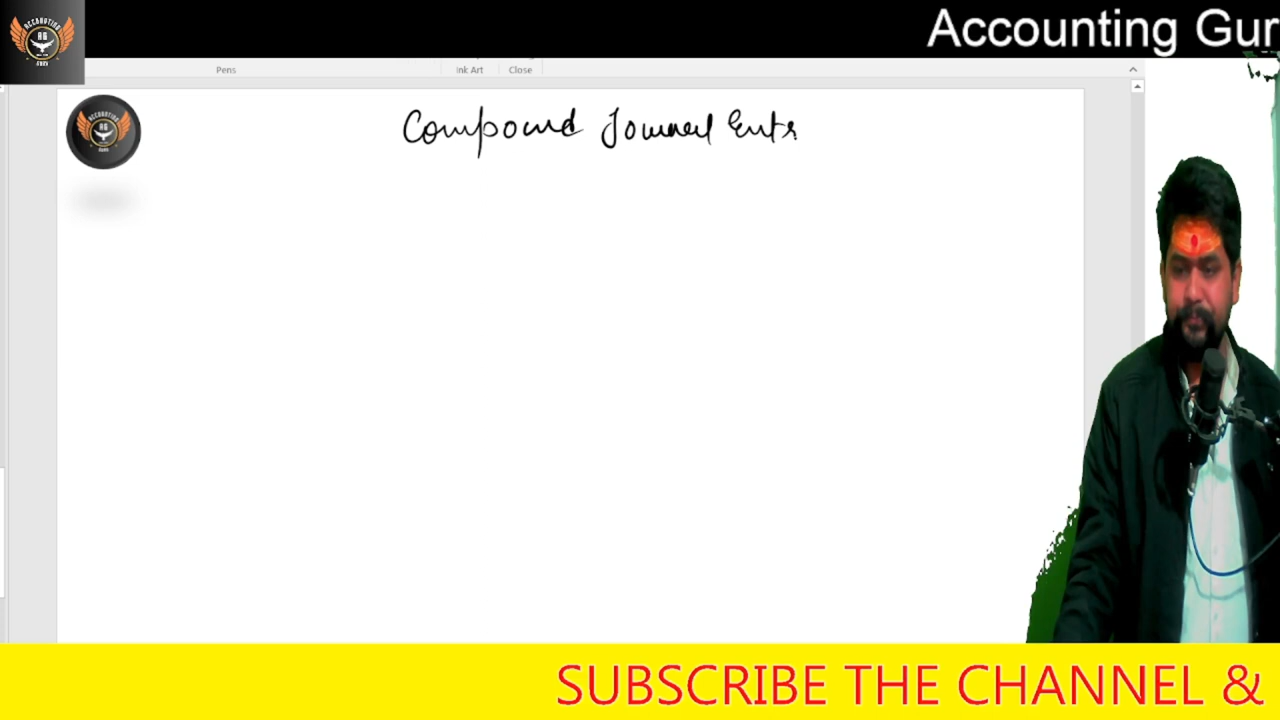 Accounting Gur
Pens
Ink Art
Close
Compound Journal Entr
SUBSCRIBE THE CHANNEL &